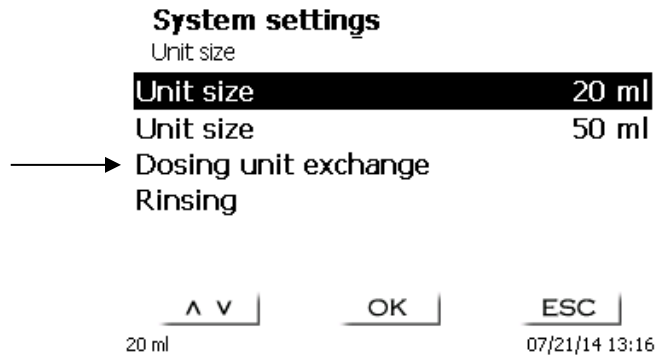 System settings
Unit size
Unit size 20 ml
Unit size 50 ml
Dosing unit exchange
Rinsing
∧ ∨ OK ESC
20 ml 07/21/14 13:16